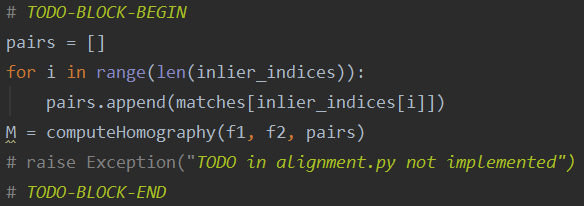 # TODO-BLOCK-BEGIN
pairs = []
for i in range(len(inlier_indices)):
    pairs.append(matches[inlier_indices[i]])
M = computeHomography(f1, f2, pairs)
# raise Exception("TODO in alignment.py not implemented")
# TODO-BLOCK-END